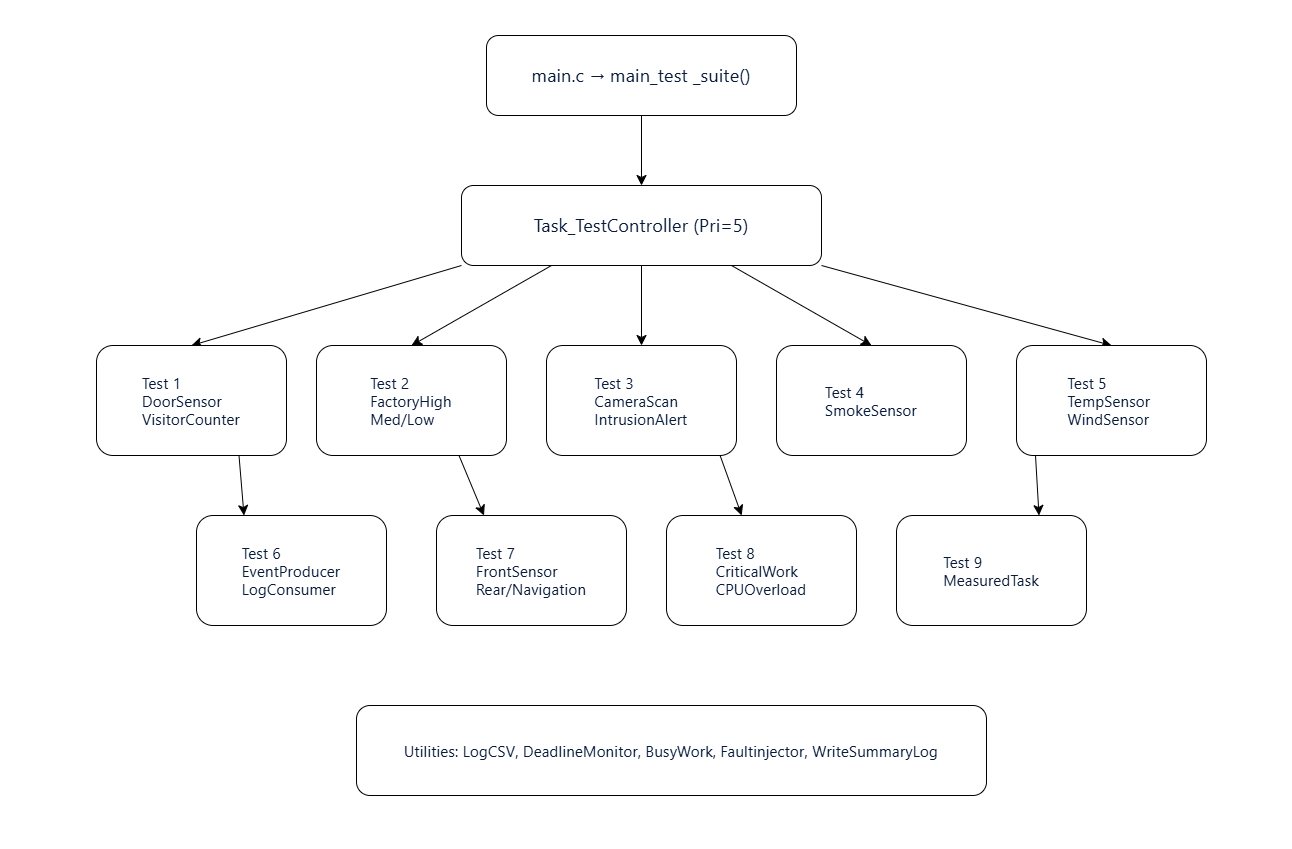 main.c → main_test _suite()
Task_TestController (Pri=5)
Test 1
DoorSensor
VisitorCounter
Test 2
FactoryHigh
Med/Low
Test 3
CameraScan
IntrusionAlert
Test 4
SmokeSensor
Test 5
TempSensor
WindSensor
Test 6
EventProducer
LogConsumer
Test 7
FrontSensor
Rear/Navigation
Test 8
CriticalWork
CPUOverload
Test 9
MeasuredTask
Utilities: LogCSV, DeadlineMonitor, BusyWork, Faultinjector, WriteSummaryLog